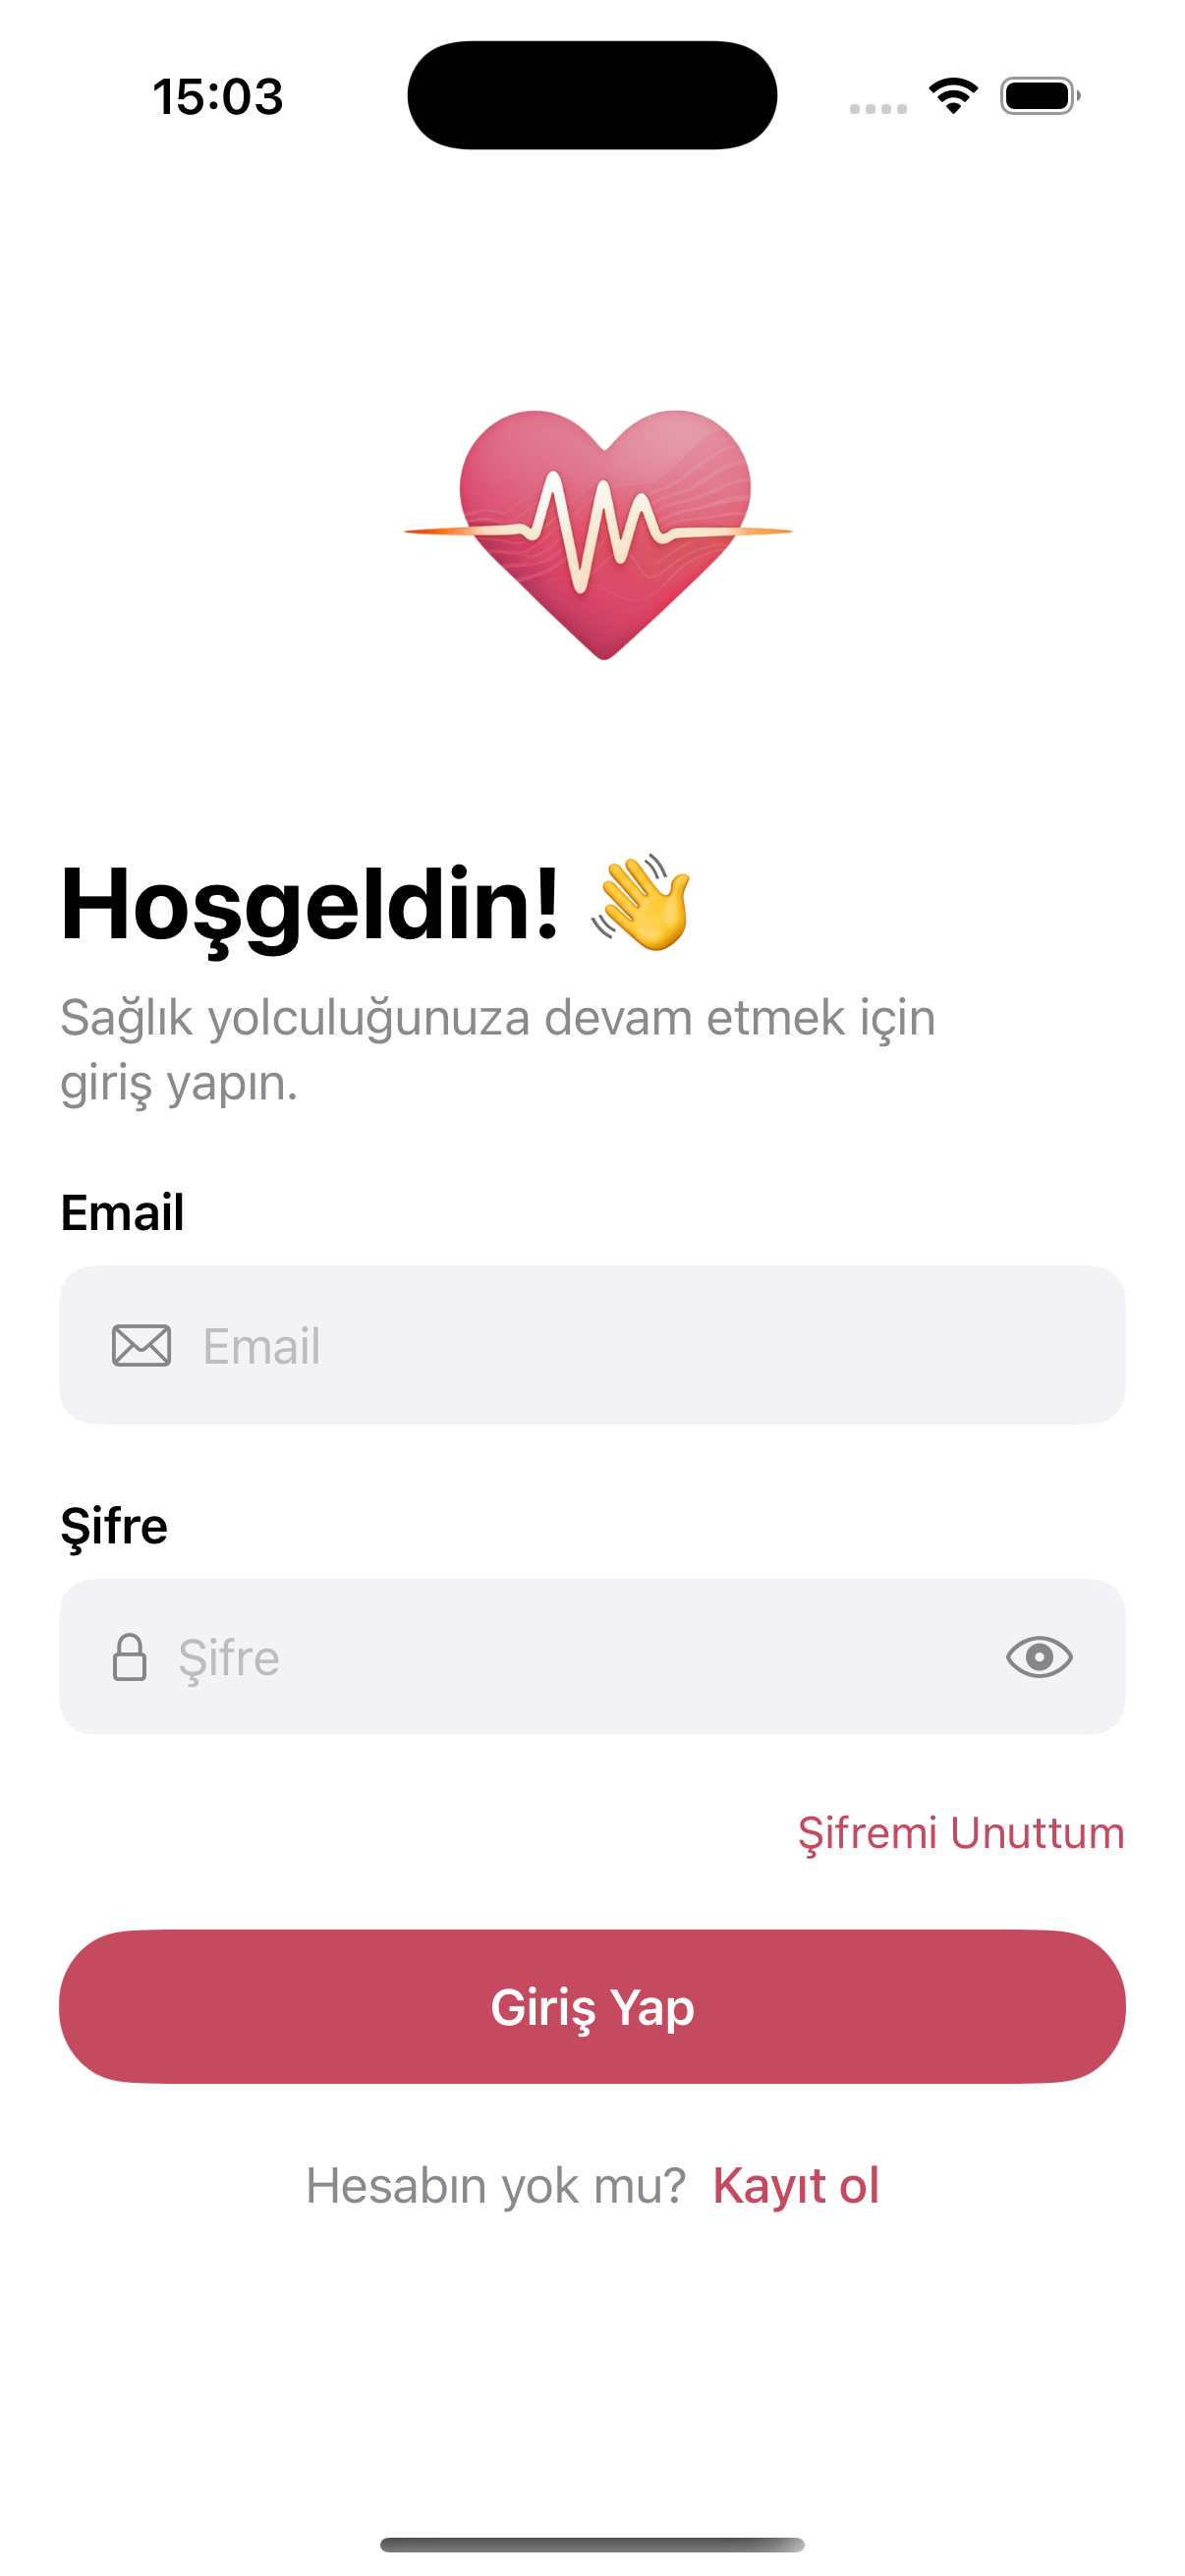 15:03
Hoşgeldin! 👋
Sağlık yolculuğunuza devam etmek için
giriş yapın.
Email
Email
Şifre
Şifre
Şifremi Unuttum
Giriş Yap
Hesabın yok mu? Kayıt ol